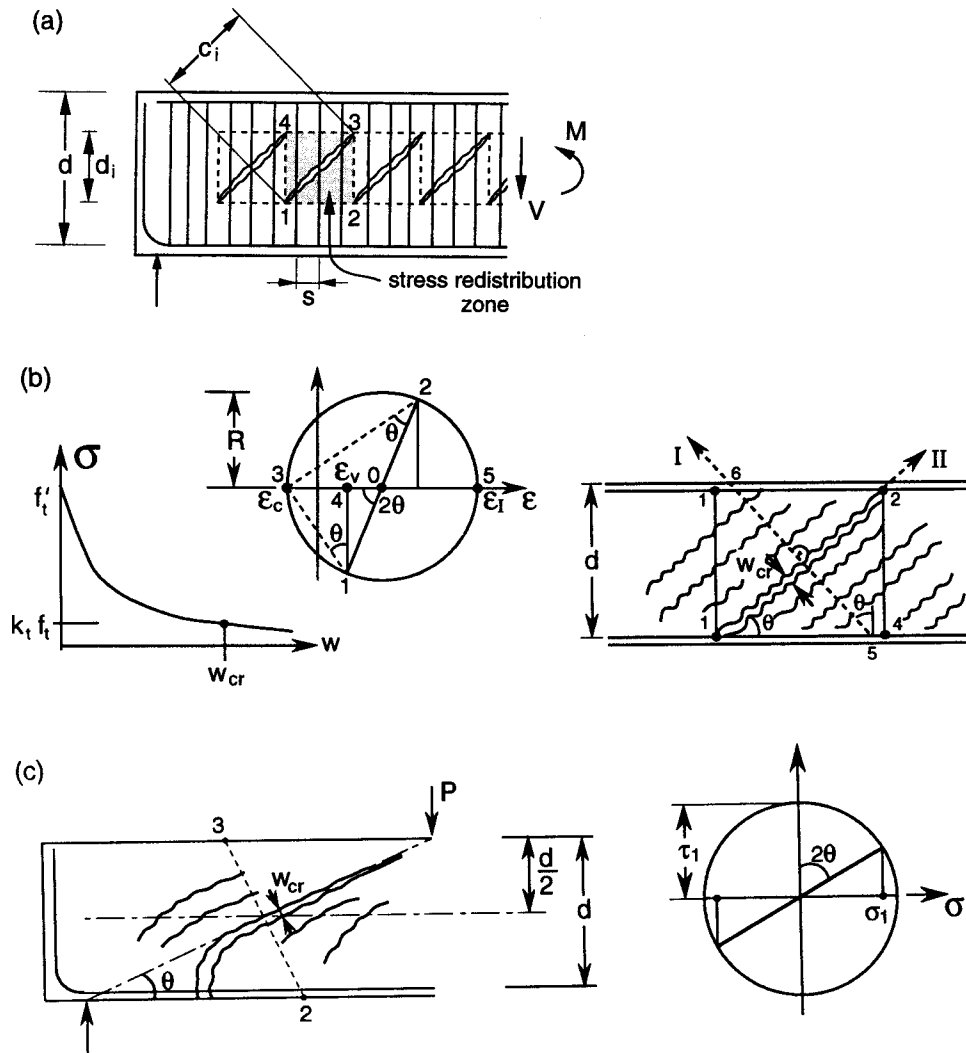 (a)
c_i
4 3
d d_i
M
V
1 2
s
stress redistribution
zone
(b)
σ
f_t'
k_t f_t
w_cr
w
R
2
θ
3 ε_v 0 5
ε_c 4 2θ ε_I ε
θ
1
I 6 II
1 2
d
w_cr
θ
1 θ 4
5
(c)
P
3
w_cr
d/2
d
θ
2
τ_1
2θ
σ_1 σ